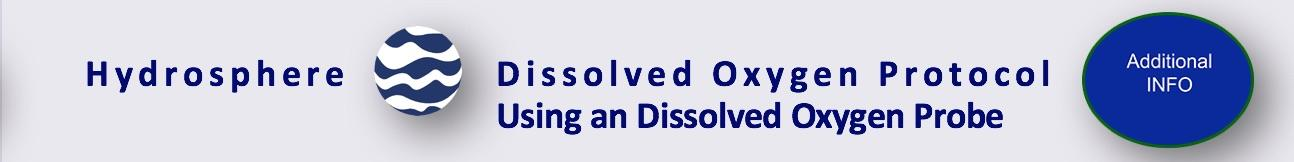 Hydrosphere
Dissolved Oxygen Protocol
Using an Dissolved Oxygen Probe
Additional
INFO